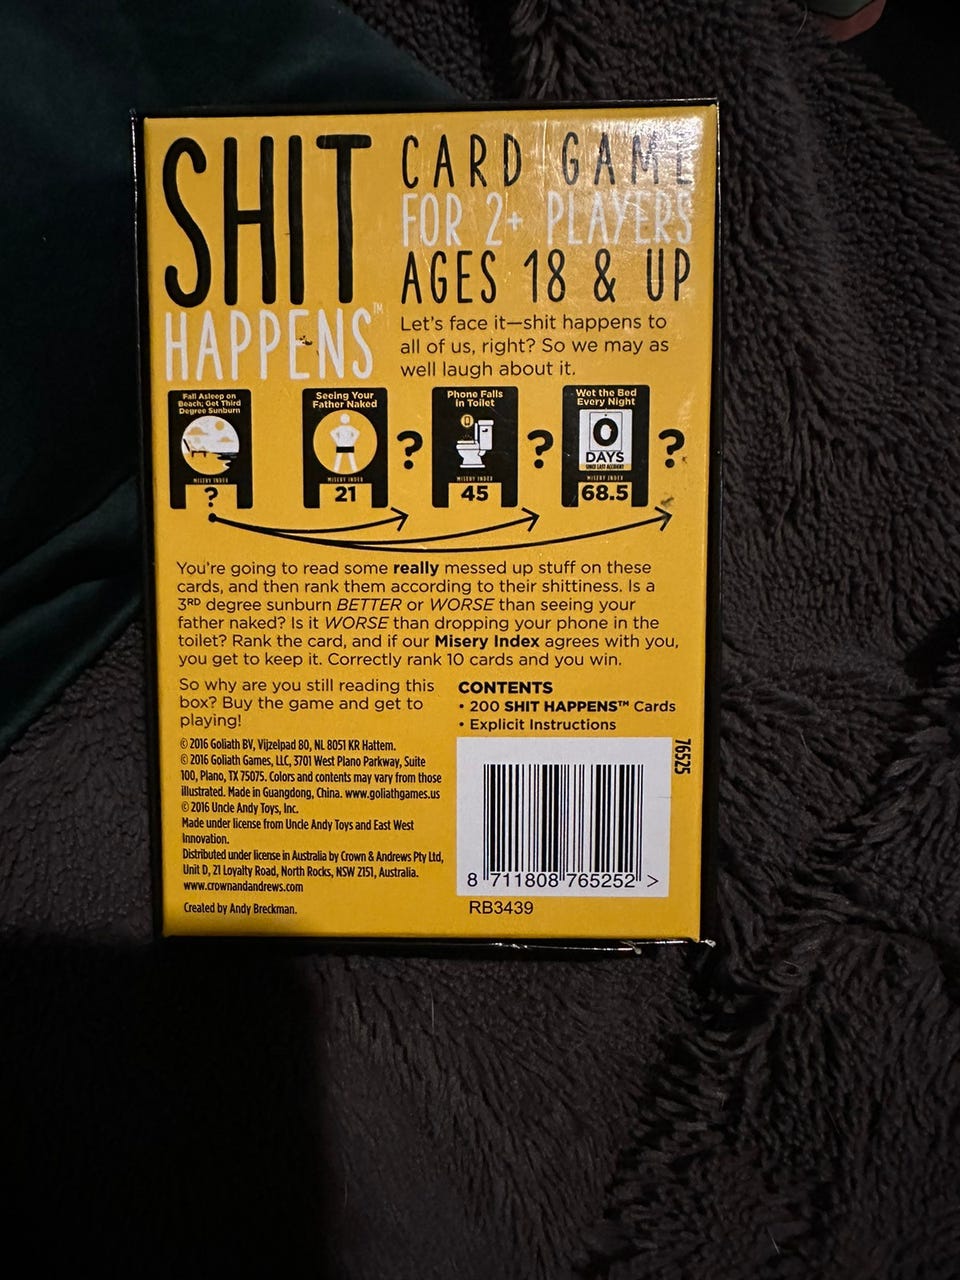 SHIT
HAPPENS™
CARD GAME
FOR 2+ PLAYERS
AGES 18 & UP
Let's face it—shit happens to
all of us, right? So we may as
well laugh about it.
Fall Asleep on
Beach; Get Third
Degree Sunburn
MISERY INDEX
?
Seeing Your
Father Naked
MISERY INDEX
21
?
Phone Falls
in Toilet
MISERY INDEX
45
?
Wet the Bed
Every Night
0
DAYS
SINCE LAST ACCIDENT
MISERY INDEX
68.5
?
You're going to read some really messed up stuff on these
cards, and then rank them according to their shittiness. Is a
3RD degree sunburn BETTER or WORSE than seeing your
father naked? Is it WORSE than dropping your phone in the
toilet? Rank the card, and if our Misery Index agrees with you,
you get to keep it. Correctly rank 10 cards and you win.
So why are you still reading this
box? Buy the game and get to
playing!
CONTENTS
• 200 SHIT HAPPENS™ Cards
• Explicit Instructions
© 2016 Goliath BV, Vijzelpad 80, NL 8051 KR Hattem.
© 2016 Goliath Games, LLC, 3701 West Plano Parkway, Suite
100, Plano, TX 75075. Colors and contents may vary from those
illustrated. Made in Guangdong, China. www.goliathgames.us
© 2016 Uncle Andy Toys, Inc.
Made under license from Uncle Andy Toys and East West
Innovation.
Distributed under license in Australia by Crown & Andrews Pty Ltd,
Unit D, 21 Loyalty Road, North Rocks, NSW 2151, Australia.
www.crownandandrews.com
Created by Andy Breckman.
76525
8 711808 765252 >
RB3439